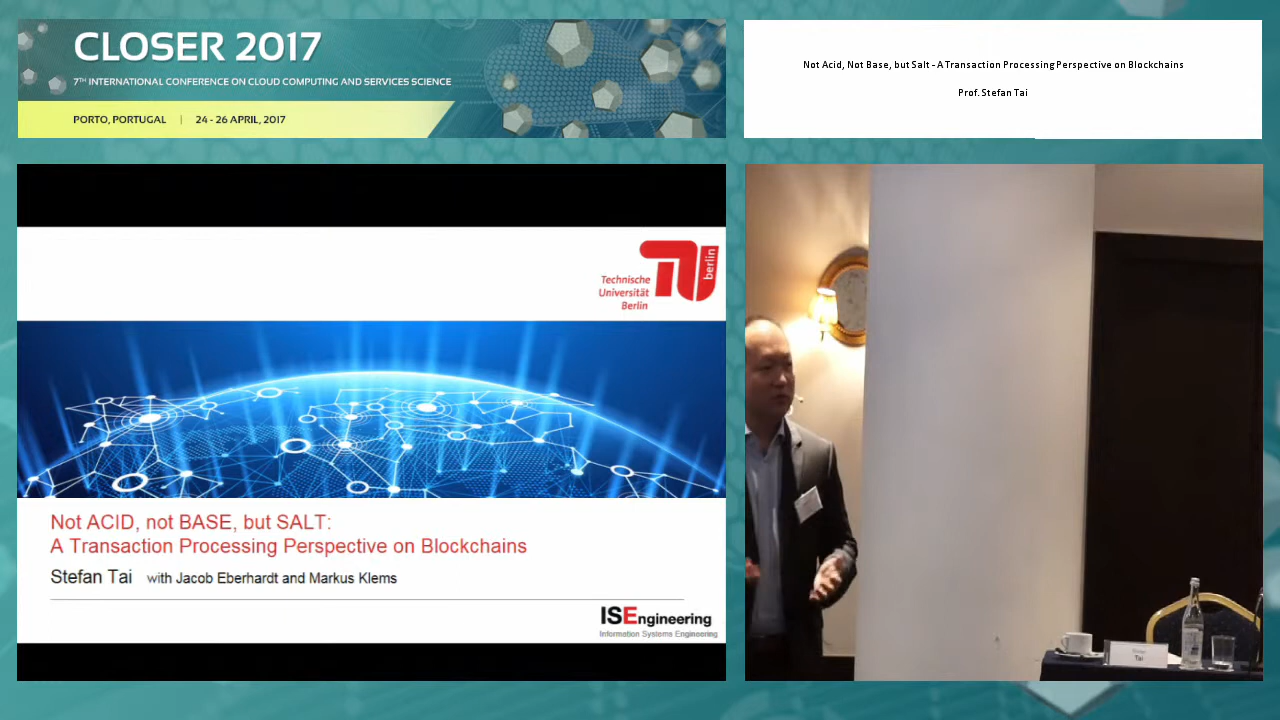 CLOSER 2017
7TH INTERNATIONAL CONFERENCE ON CLOUD COMPUTING AND SERVICES SCIENCE
PORTO, PORTUGAL | 24 - 26 APRIL, 2017
Not Acid, Not Base, but Salt - A Transaction Processing Perspective on Blockchains
Prof. Stefan Tai
Technische
Universität
Berlin
berlin
Not ACID, not BASE, but SALT:
A Transaction Processing Perspective on Blockchains
Stefan Tai with Jacob Eberhardt and Markus Klems
ISEngineering
Information Systems Engineering
Tai